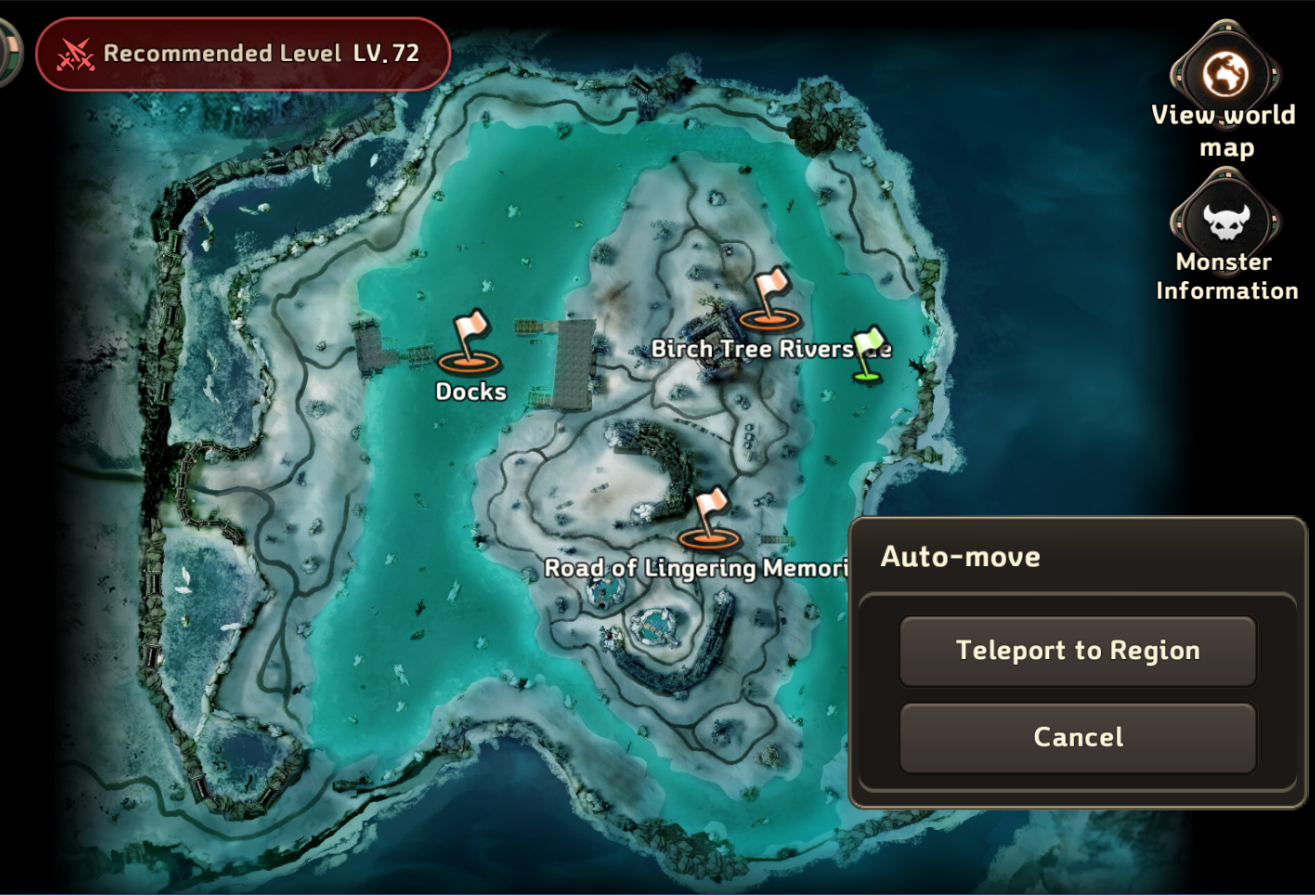 Recommended Level LV. 72
View world
map
Monster
Information
Birch Tree Riverside
Docks
Road of Lingering Memori
Auto-move
Teleport to Region
Cancel